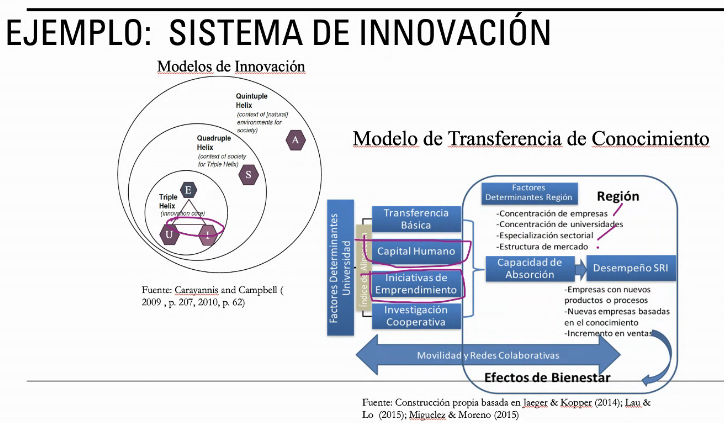 EJEMPLO: SISTEMA DE INNOVACIÓN
Modelos de Innovación
Quintuple
Helix
(context of [natural]
environments for
society)
Quadruple
Helix
(context of society
for Triple Helix)
A
S
E
Triple
Helix
(innovation core)
U
I
Fuente: Carayannis and Campbell (
2009 , p. 207, 2010, p. 62)
Modelo de Transferencia de Conocimiento
Factores Determinantes
Universidad
Índice de
Transferencia
Básica
Capital Humano
Iniciativas de
Emprendimiento
Investigación
Cooperativa
Factores
Determinantes Región
Región
-Concentración de empresas
-Concentración de universidades
-Especialización sectorial
-Estructura de mercado
Capacidad de
Absorción
Desempeño SRI
-Empresas con nuevos
productos o procesos
-Nuevas empresas basadas
en el conocimiento
-Incremento en ventas
Movilidad y Redes Colaborativas
Efectos de Bienestar
Fuente: Construcción propia basada en Jaeger & Kopper (2014); Lau &
Lo (2015); Miguelez & Moreno (2015)